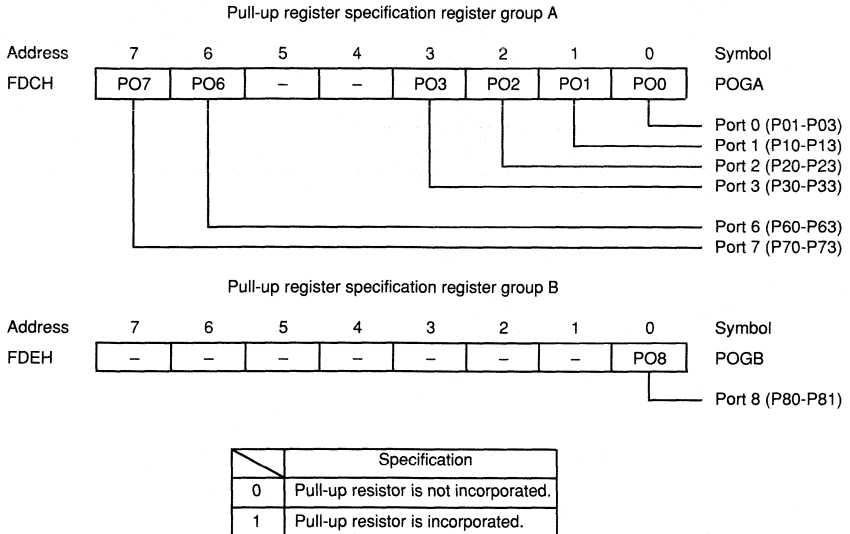 Pull-up register specification register group A
Address 7 6 5 4 3 2 1 0 Symbol
FDCH PO7 PO6 – – PO3 PO2 PO1 PO0 POGA
Port 0 (P01-P03)
Port 1 (P10-P13)
Port 2 (P20-P23)
Port 3 (P30-P33)
Port 6 (P60-P63)
Port 7 (P70-P73)
Pull-up register specification register group B
Address 7 6 5 4 3 2 1 0 Symbol
FDEH – – – – – – – PO8 POGB
Port 8 (P80-P81)
Specification
0 Pull-up resistor is not incorporated.
1 Pull-up resistor is incorporated.